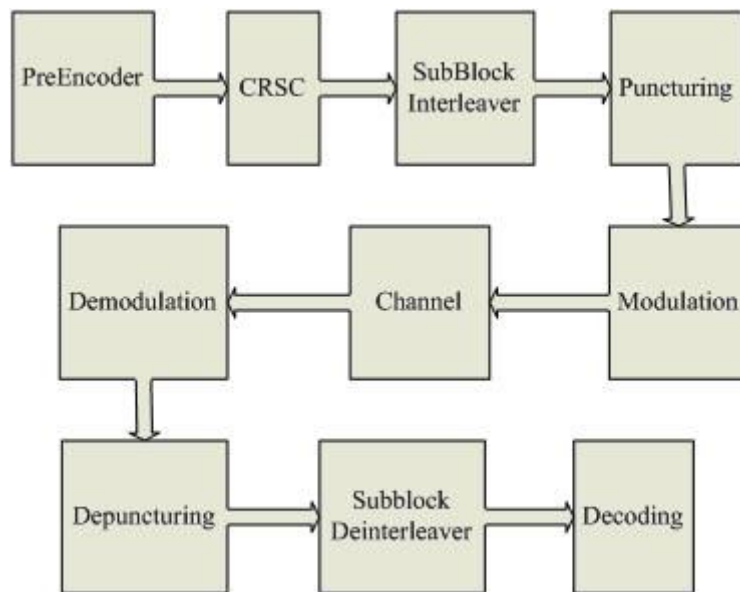 PreEncoder
CRSC
SubBlock
Interleaver
Puncturing
Demodulation
Channel
Modulation
Depuncturing
Subblock
Deinterleaver
Decoding